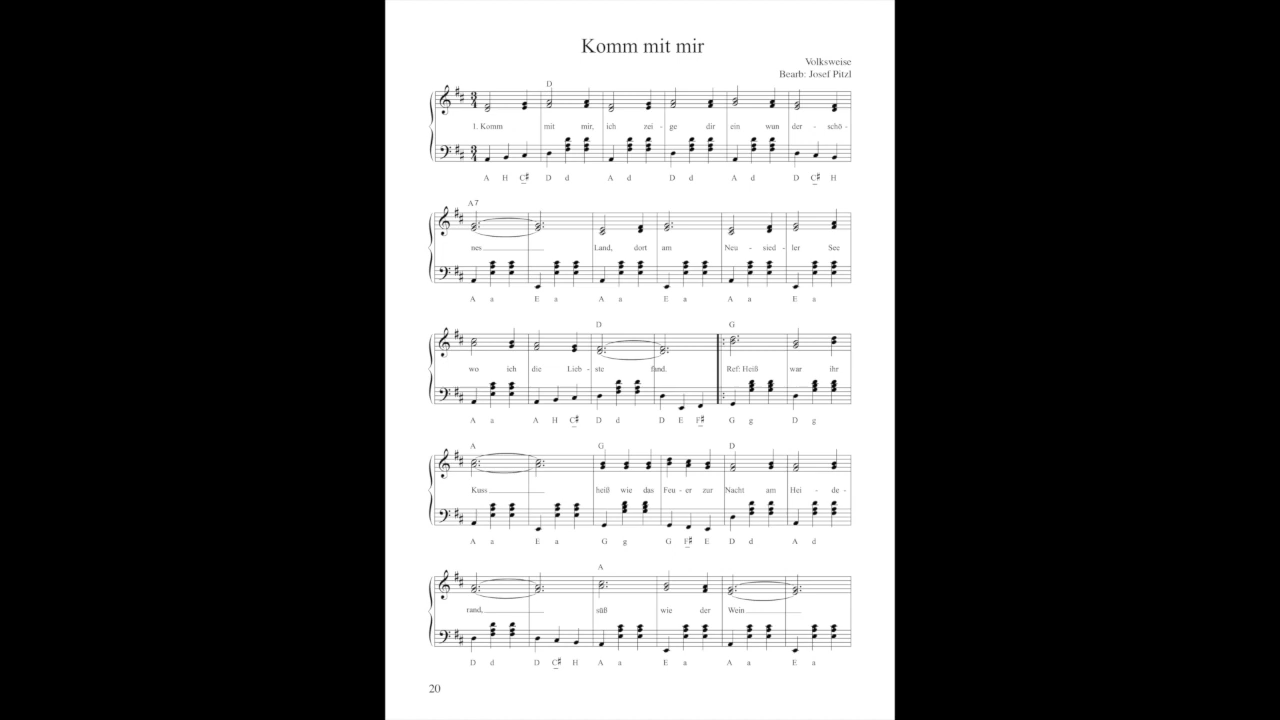 Komm mit mir
Volksweise
Bearb: Josef Pitzl
D
1. Komm mit mir, ich zei - ge dir ein wun der - schö -
A H C# D d A d D d A d D C# H
A7
nes Land, dort am Neu - sied - ler See
A a E a A a E a A a E a
D G
wo ich die Lieb - ste fand. Ref: Heiß war ihr
A a A H C# D d D E F# G g D g
A G D
Kuss heiß wie das Feu - er zur Nacht am Hei - de -
A a E a G g G F# E D d A d
A
rand, süß wie der Wein
D d D C# H A a E a A a E a
20